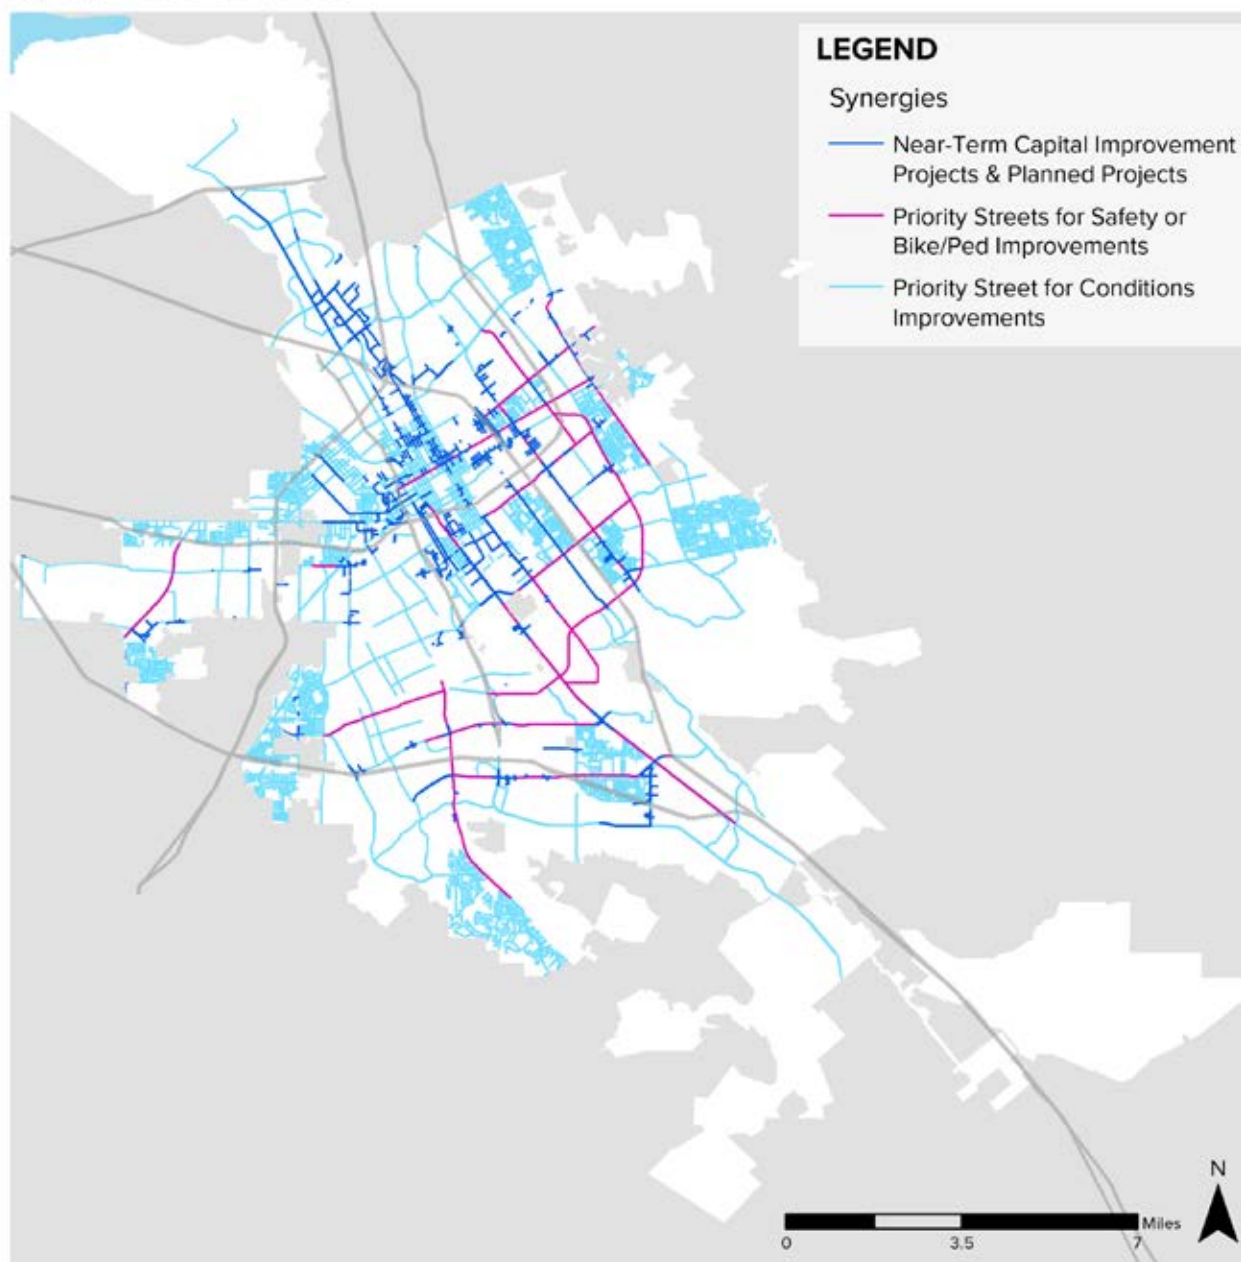 LEGEND
Synergies
Near-Term Capital Improvement
Projects & Planned Projects
Priority Streets for Safety or
Bike/Ped Improvements
Priority Street for Conditions
Improvements
N
Miles
0 3.5 7